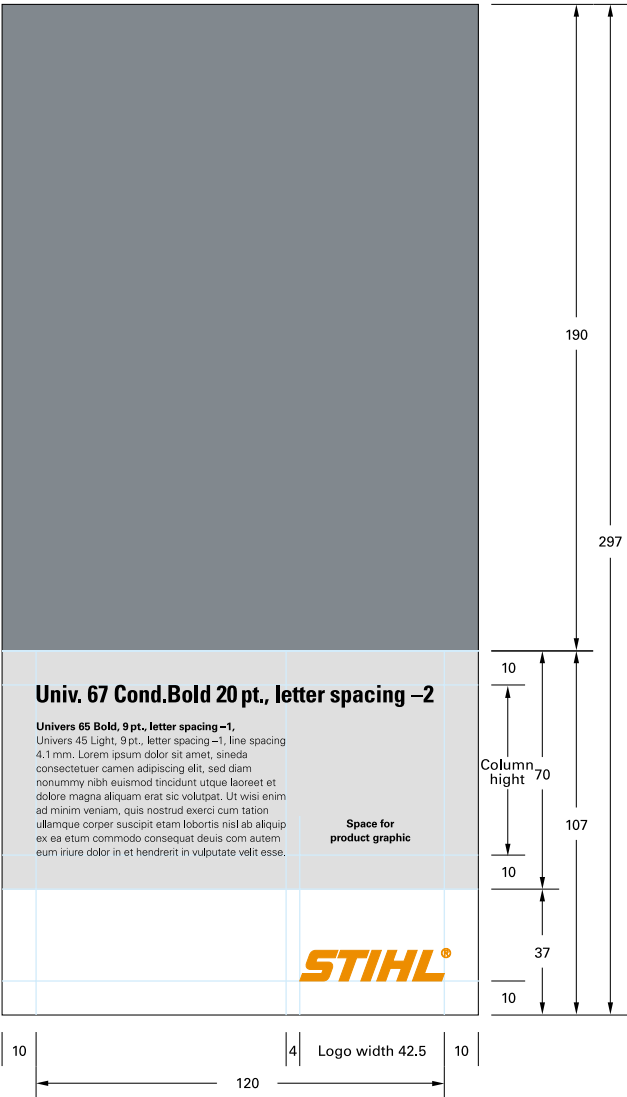 190
297
10
Univ. 67 Cond.Bold 20 pt., letter spacing –2
Univers 65 Bold, 9 pt., letter spacing –1,
Univers 45 Light, 9 pt., letter spacing –1, line spacing
4.1 mm. Lorem ipsum dolor sit amet, sineda
consectetuer camen adipiscing elit, sed diam
nonummy nibh euismod tincidunt utque laoreet et
dolore magna aliquam erat sic volutpat. Ut wisi enim
ad minim veniam, quis nostrud exerci cum tation
ullamque corper suscipit etam lobortis nisl ab aliquip
ex ea etum commodo consequat deuis com autem
eum iriure dolor in et hendrerit in vulputate velit esse.
Space for
product graphic
Column
hight
70
107
10
STIHL®
37
10
10
4
Logo width 42.5
10
120